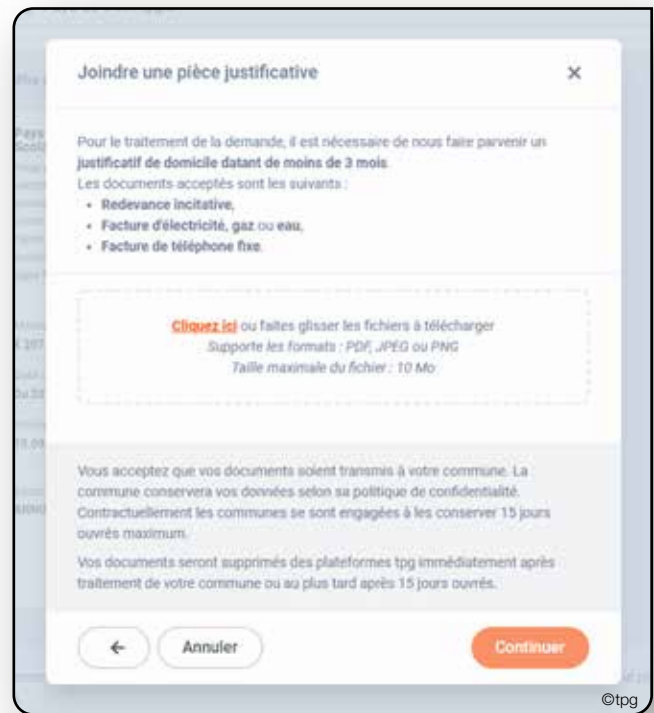 Joindre une pièce justificative
Pour le traitement de la demande, il est nécessaire de nous faire parvenir un
justificatif de domicile datant de moins de 3 mois.
Les documents acceptés sont les suivants :
• Redevance incitative,
• Facture d'électricité, gaz ou eau,
• Facture de téléphone fixe.
Cliquez ici ou faites glisser les fichiers à télécharger
Supporte les formats : PDF, JPEG ou PNG
Taille maximale du fichier : 10 Mo
Vous acceptez que vos documents soient transmis à votre commune. La
commune conservera vos données selon sa politique de confidentialité.
Contractuellement les communes se sont engagées à les conserver 15 jours
ouvrés maximum.
Vos documents seront supprimés des plateformes tpg immédiatement après
traitement de votre commune ou au plus tard après 15 jours ouvrés.
Annuler
Continuer
©tpg